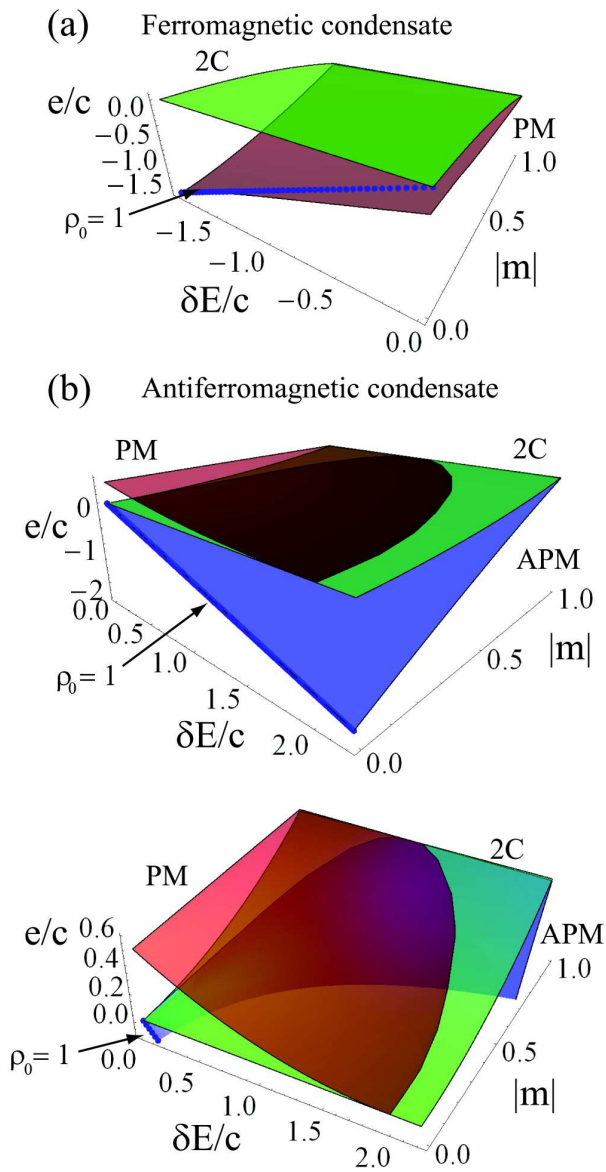 (a) Ferromagnetic condensate
2C
e/c
0.0
−0.5
−1.0
−1.5
PM
1.0
0.5
0.0
|m|
ρ₀= 1
−1.5
−1.0
−0.5
0.0
δE/c
(b) Antiferromagnetic condensate
PM
2C
e/c
0
−1
−2
APM
1.0
0.5
0.0
|m|
0.0
0.5
1.0
1.5
2.0
ρ₀= 1
δE/c
PM
2C
e/c
0.6
0.4
0.2
0.0
APM
1.0
0.5
0.0
|m|
ρ₀= 1
0.0
0.5
1.0
1.5
2.0
δE/c